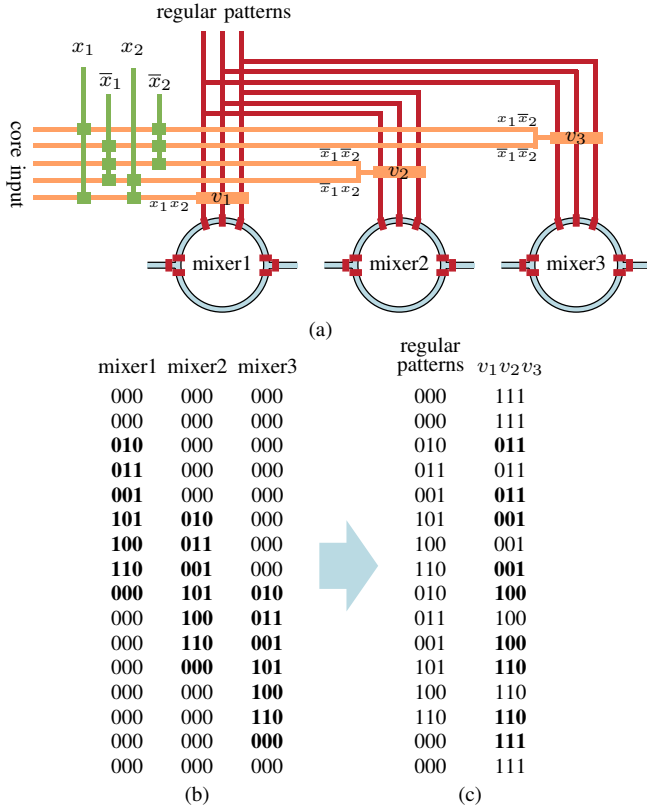 regular patterns
x₁ x₂
x̅₁ x̅₂
core input
x₁x̅₂
x̅₁x̅₂
v₃
x̅₁x̅₂
x̅₁x₂
v₂
x₁x₂
v₁
mixer1 mixer2 mixer3
(a)
regular
mixer1 mixer2 mixer3 patterns v₁v₂v₃
000 000 000 000 111
000 000 000 000 111
010 000 000 010 011
011 000 000 011 011
001 000 000 001 011
101 010 000 101 001
100 011 000 100 001
110 001 000 110 001
000 101 010 010 100
000 100 011 011 100
000 110 001 001 100
000 000 101 101 110
000 000 100 100 110
000 000 110 110 110
000 000 000 000 111
000 000 000 000 111
(b) (c)